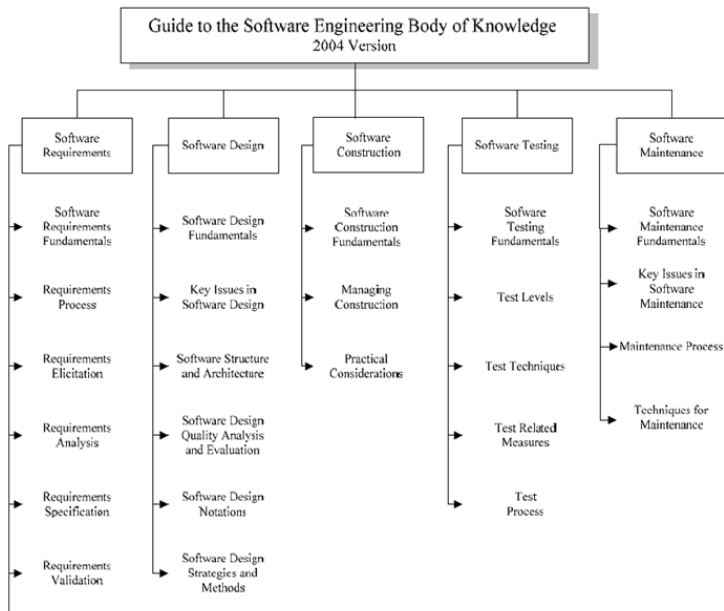 Guide to the Software Engineering Body of Knowledge
2004 Version
Software
Requirements
Software Design
Software
Construction
Software Testing
Software
Maintenance
Software
Requirements
Fundamentals
Requirements
Process
Requirements
Elicitation
Requirements
Analysis
Requirements
Specification
Requirements
Validation
Software Design
Fundamentals
Key Issues in
Software Design
Software Structure
and Architecture
Software Design
Quality Analysis
and Evaluation
Software Design
Notations
Software Design
Strategies and
Methods
Software
Construction
Fundamentals
Managing
Construction
Practical
Considerations
Sofware
Testing
Fundamentals
Test Levels
Test Techniques
Test Related
Measures
Test
Process
Software
Maintenance
Fundamentals
Key Issues in
Software
Maintenance
Maintenance Process
Techniques for
Maintenance